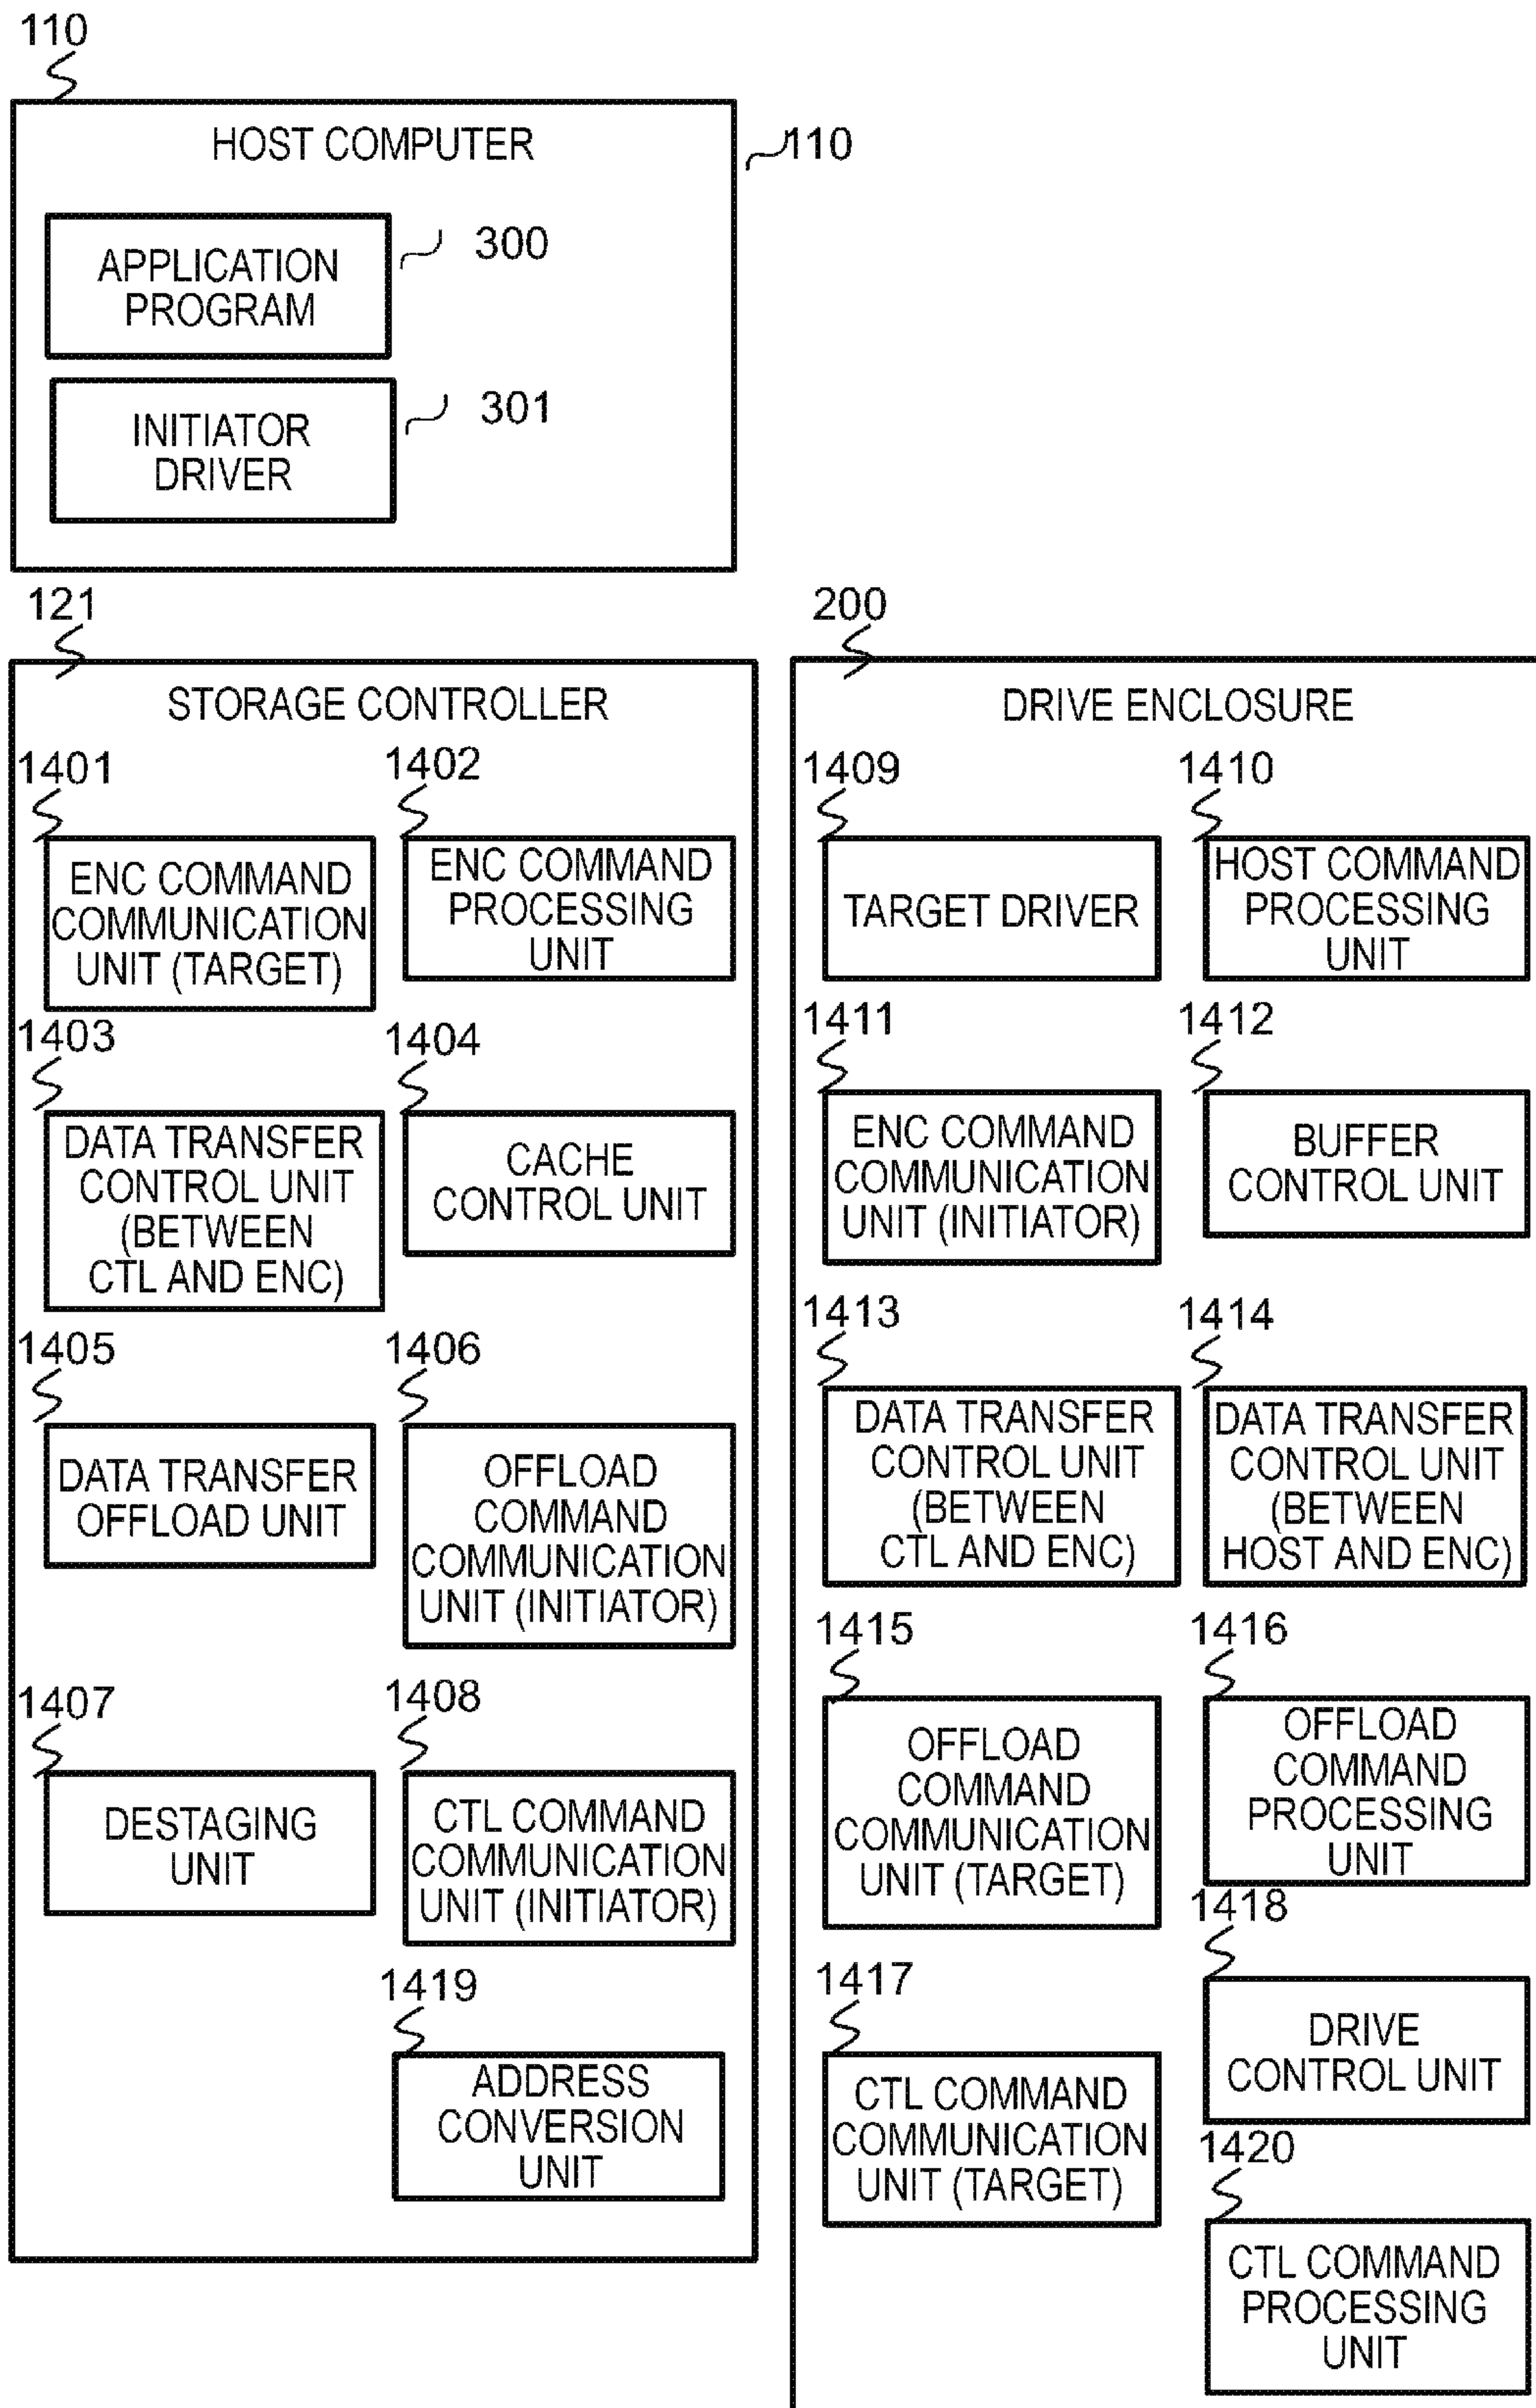 110
HOST COMPUTER
110
APPLICATION
PROGRAM
300
INITIATOR
DRIVER
301
121
STORAGE CONTROLLER
1401
ENC COMMAND
COMMUNICATION
UNIT (TARGET)
1402
ENC COMMAND
PROCESSING
UNIT
1403
DATA TRANSFER
CONTROL UNIT
(BETWEEN
CTL AND ENC)
1404
CACHE
CONTROL UNIT
1405
DATA TRANSFER
OFFLOAD UNIT
1406
OFFLOAD
COMMAND
COMMUNICATION
UNIT (INITIATOR)
1407
DESTAGING
UNIT
1408
CTL COMMAND
COMMUNICATION
UNIT (INITIATOR)
1419
ADDRESS
CONVERSION
UNIT
200
DRIVE ENCLOSURE
1409
TARGET DRIVER
1410
HOST COMMAND
PROCESSING
UNIT
1411
ENC COMMAND
COMMUNICATION
UNIT (INITIATOR)
1412
BUFFER
CONTROL UNIT
1413
DATA TRANSFER
CONTROL UNIT
(BETWEEN
CTL AND ENC)
1414
DATA TRANSFER
CONTROL UNIT
(BETWEEN
HOST AND ENC)
1415
OFFLOAD
COMMAND
COMMUNICATION
UNIT (TARGET)
1416
OFFLOAD
COMMAND
PROCESSING
UNIT
1417
CTL COMMAND
COMMUNICATION
UNIT (TARGET)
1418
DRIVE
CONTROL UNIT
1420
CTL COMMAND
PROCESSING
UNIT